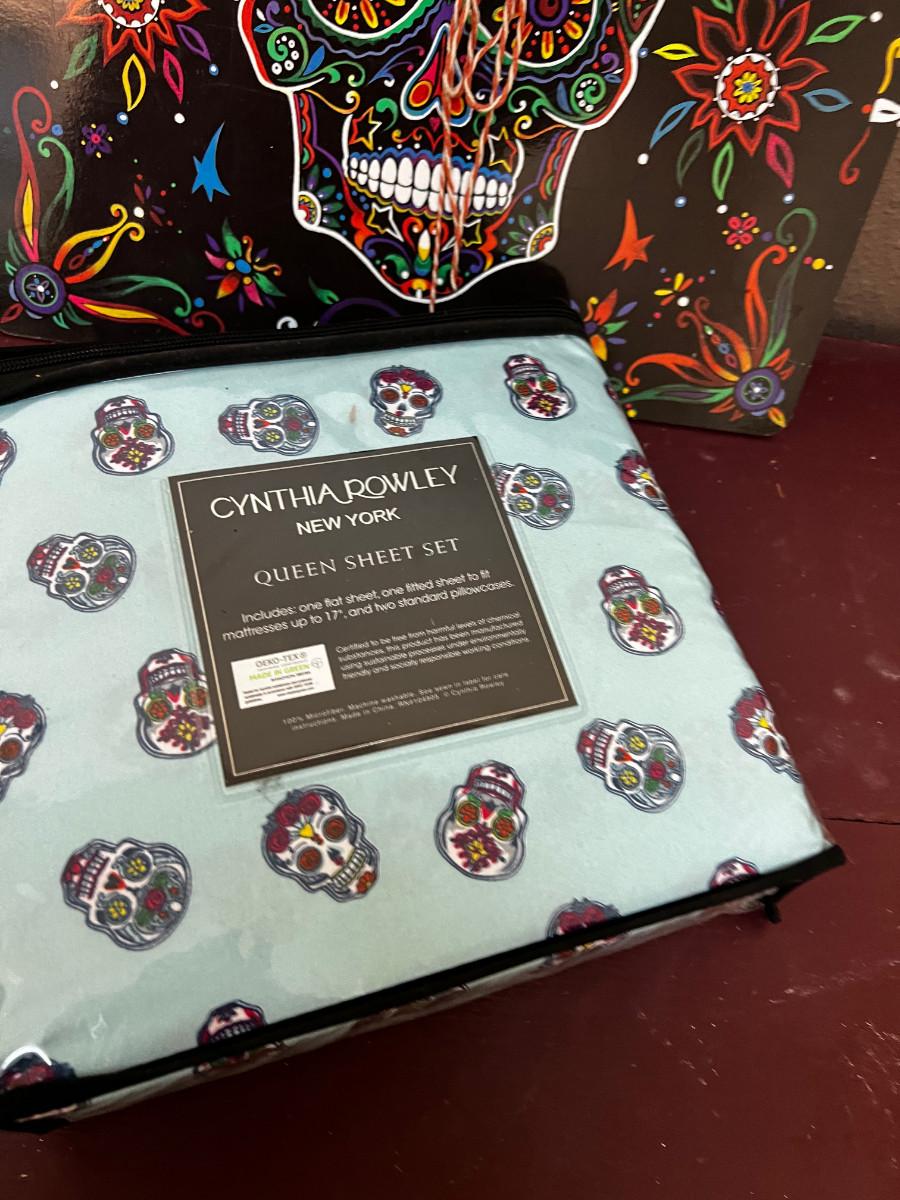 CYNTHIA ROWLEY
NEW YORK
QUEEN SHEET SET
Includes: one flat sheet, one fitted sheet to fit
mattresses up to 17", and two standard pillowcases.
Certified to be free from harmful levels of chemical
substances, this product has been manufactured
using sustainable processes under environmentally
friendly and socially responsible working conditions
OEKO-TEX®
MADE IN GREEN
100% Microfiber. Machine washable. See sewn in label for care
instructions. Made in China. © Cynthia Rowley